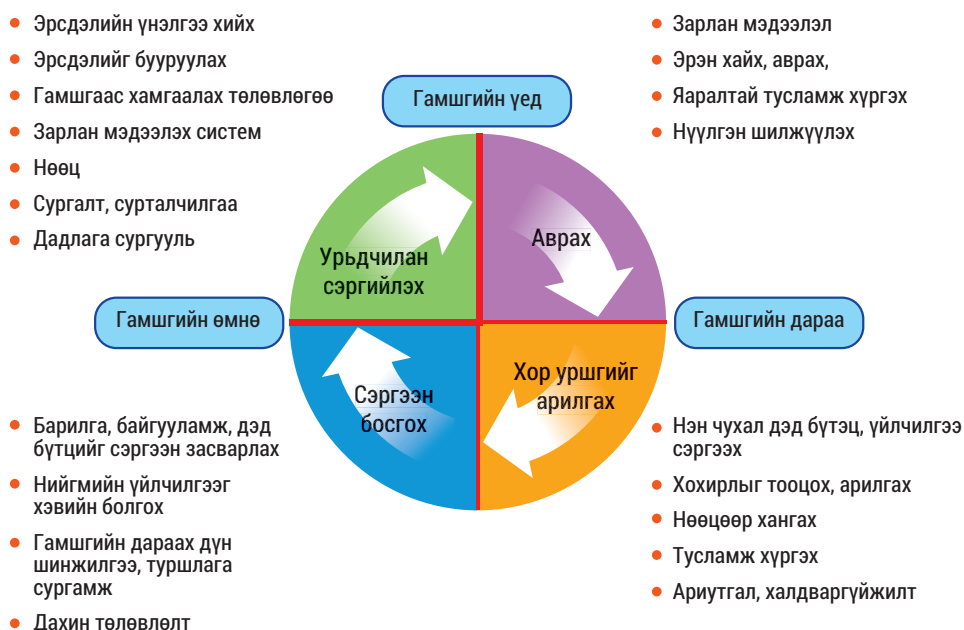 Эрсдэлийн үнэлгээ хийх
Эрсдэлийг бууруулах
Гамшгаас хамгаалах төлөвлөгөө
Зарлан мэдээлэх систем
Нөөц
Сургалт, сурталчилгаа
Дадлага сургууль
Гамшгийн үед
Зарлан мэдээлэл
Эрэн хайх, аврах,
Яаралтай тусламж хүргэх
Нүүлгэн шилжүүлэх
Урьдчилан
сэргийлэх
Аврах
Гамшгийн өмнө
Гамшгийн дараа
Сэргээн
босгох
Хор уршгийг
арилгах
Барилга, байгууламж, дэд
бүтцийг сэргээн засварлах
Нийгмийн үйлчилгээг
хэвийн болгох
Гамшгийн дараах дүн
шинжилгээ, туршлага
сургамж
Дахин төлөвлөлт
Нэн чухал дэд бүтэц, үйлчилгээ
сэргээх
Хохирлыг тооцох, арилгах
Нөөцөөр хангах
Тусламж хүргэх
Ариутгал, халдваргүйжилт